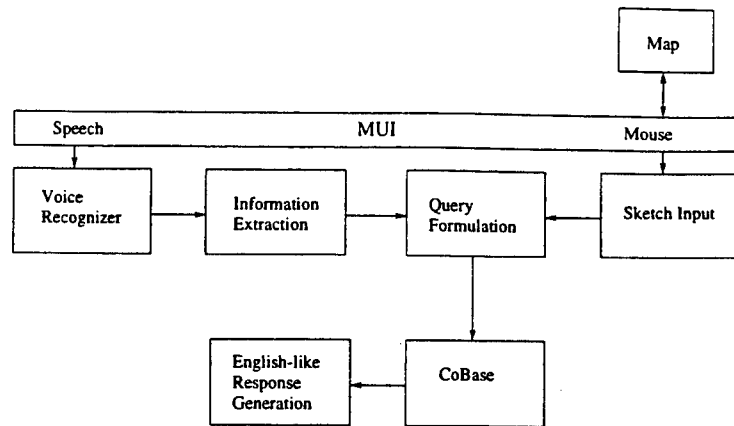 Map
Speech
MUI
Mouse
Voice
Recognizer
Information
Extraction
Query
Formulation
Sketch Input
English-like
Response
Generation
CoBase